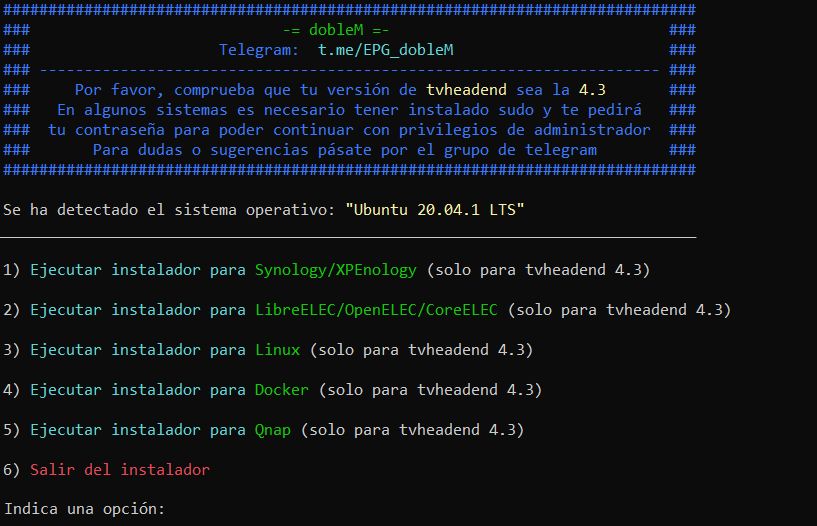 #############################################################################
### -= dobleM =- ###
### Telegram: t.me/EPG_dobleM ###
### --------------------------------------------------------------------- ###
### Por favor, comprueba que tu versión de tvheadend sea la 4.3 ###
### En algunos sistemas es necesario tener instalado sudo y te pedirá ###
### tu contraseña para poder continuar con privilegios de administrador ###
### Para dudas o sugerencias pásate por el grupo de telegram ###
#############################################################################
Se ha detectado el sistema operativo: "Ubuntu 20.04.1 LTS"
_____________________________________________________________________________
1) Ejecutar instalador para Synology/XPEnology (solo para tvheadend 4.3)
2) Ejecutar instalador para LibreELEC/OpenELEC/CoreELEC (solo para tvheadend 4.3)
3) Ejecutar instalador para Linux (solo para tvheadend 4.3)
4) Ejecutar instalador para Docker (solo para tvheadend 4.3)
5) Ejecutar instalador para Qnap (solo para tvheadend 4.3)
6) Salir del instalador
Indica una opción: